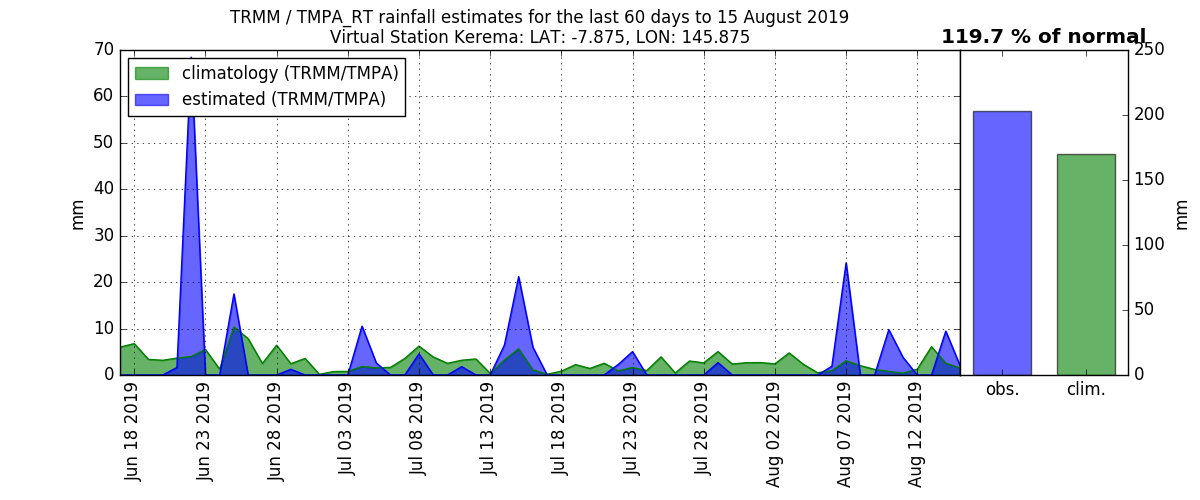 TRMM / TMPA_RT rainfall estimates for the last 60 days to 15 August 2019
Virtual Station Kerema: LAT: -7.875, LON: 145.875
119.7 % of normal
climatology (TRMM/TMPA)
estimated (TRMM/TMPA)
70
60
50
40
30
20
10
0
mm
250
200
150
100
50
0
mm
Jun 18 2019
Jun 23 2019
Jun 28 2019
Jul 03 2019
Jul 08 2019
Jul 13 2019
Jul 18 2019
Jul 23 2019
Jul 28 2019
Aug 02 2019
Aug 07 2019
Aug 12 2019
obs.
clim.